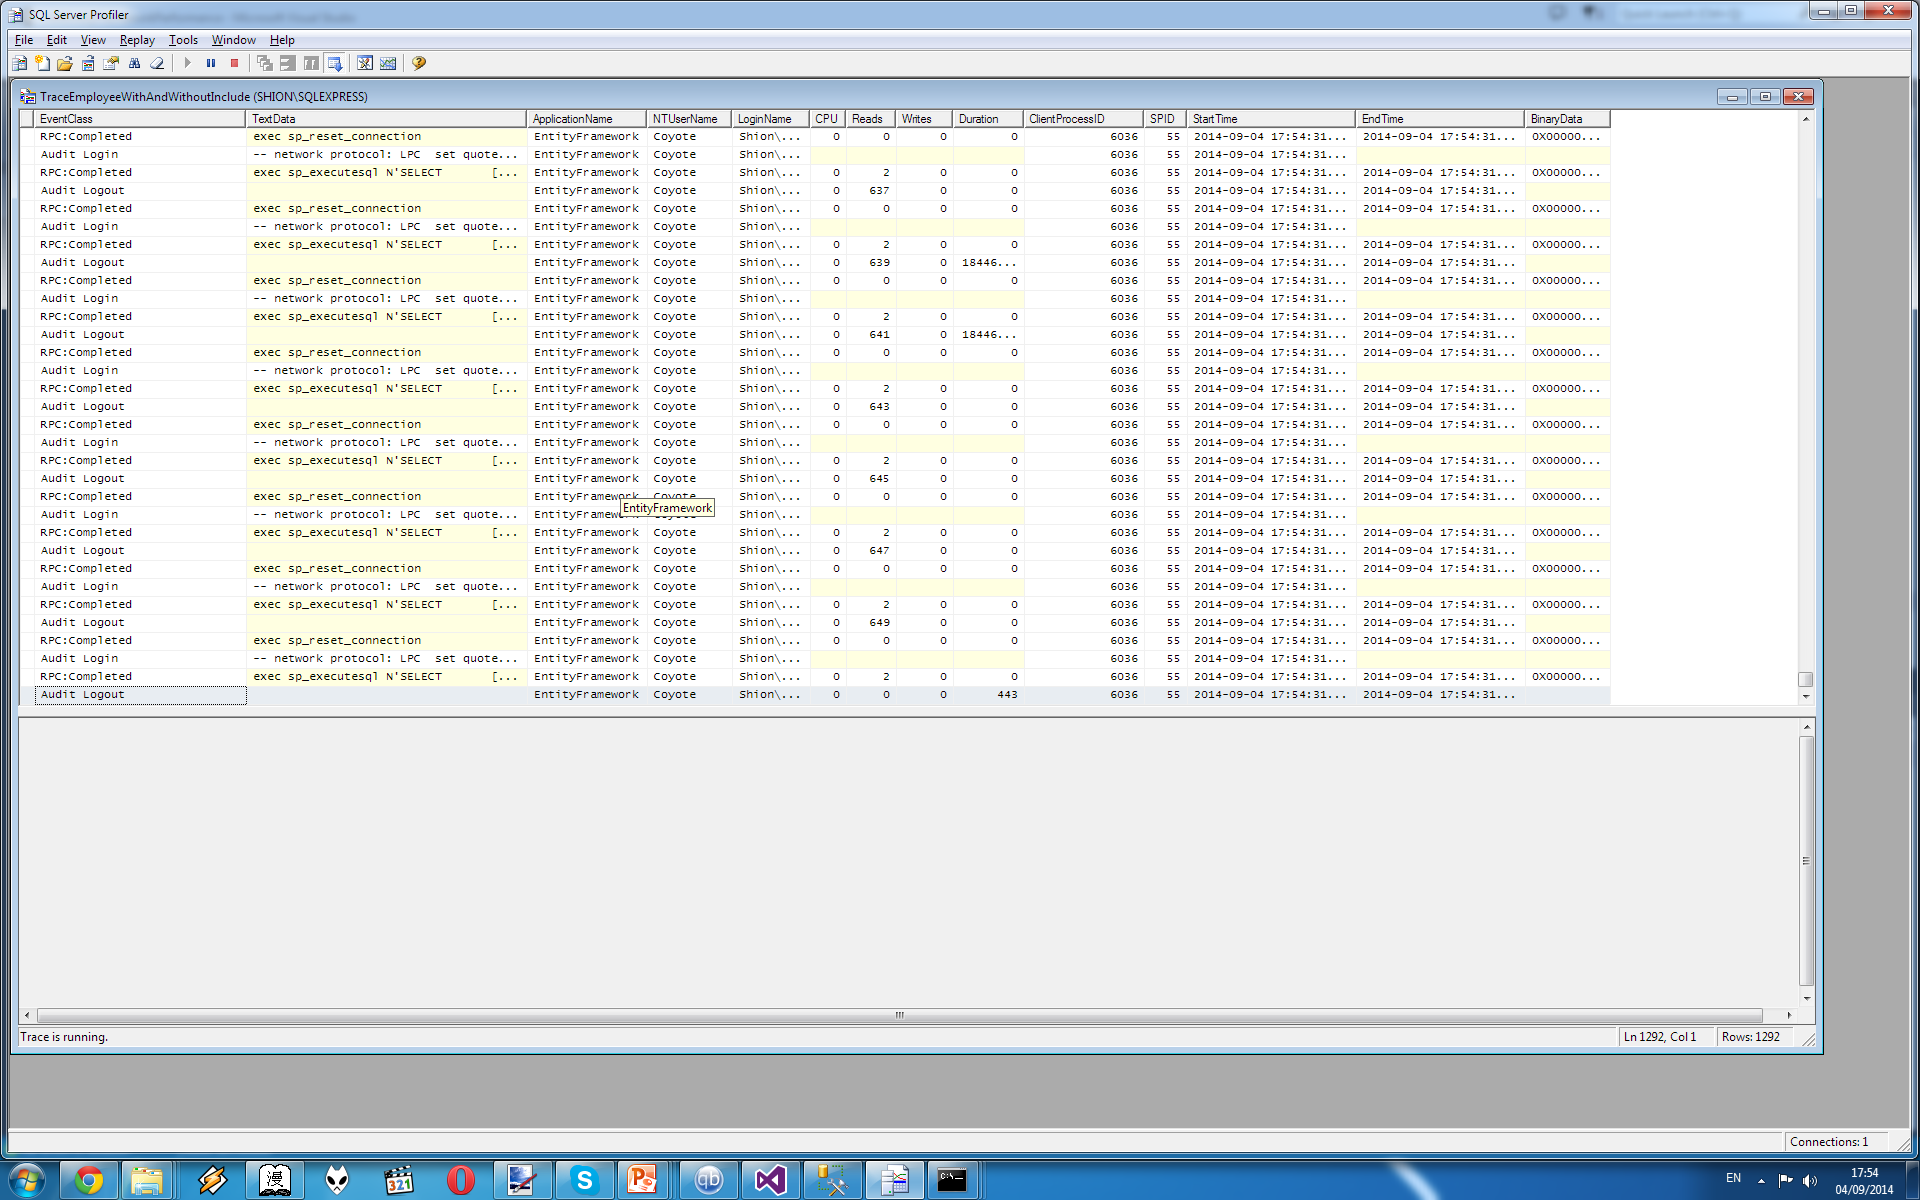 SQL Server Profiler
File Edit View Replay Tools Window Help
TraceEmployeeWithAndWithoutInclude (SHION\SQLEXPRESS)
EventClass TextData ApplicationName NTUserName LoginName CPU Reads Writes Duration ClientProcessID SPID StartTime EndTime BinaryData
RPC:Completed exec sp_reset_connection EntityFramework Coyote Shion\... 0 0 0 0 6036 55 2014-09-04 17:54:31... 2014-09-04 17:54:31... 0X00000...
Audit Login -- network protocol: LPC set quote... EntityFramework Coyote Shion\... 6036 55 2014-09-04 17:54:31...
RPC:Completed exec sp_executesql N'SELECT [... EntityFramework Coyote Shion\... 0 2 0 0 6036 55 2014-09-04 17:54:31... 2014-09-04 17:54:31... 0X00000...
Audit Logout EntityFramework Coyote Shion\... 0 637 0 0 6036 55 2014-09-04 17:54:31... 2014-09-04 17:54:31...
RPC:Completed exec sp_reset_connection EntityFramework Coyote Shion\... 0 0 0 0 6036 55 2014-09-04 17:54:31... 2014-09-04 17:54:31... 0X00000...
Audit Login -- network protocol: LPC set quote... EntityFramework Coyote Shion\... 6036 55 2014-09-04 17:54:31...
RPC:Completed exec sp_executesql N'SELECT [... EntityFramework Coyote Shion\... 0 2 0 0 6036 55 2014-09-04 17:54:31... 2014-09-04 17:54:31... 0X00000...
Audit Logout EntityFramework Coyote Shion\... 0 639 0 18446... 6036 55 2014-09-04 17:54:31... 2014-09-04 17:54:31...
RPC:Completed exec sp_reset_connection EntityFramework Coyote Shion\... 0 0 0 0 6036 55 2014-09-04 17:54:31... 2014-09-04 17:54:31... 0X00000...
Audit Login -- network protocol: LPC set quote... EntityFramework Coyote Shion\... 6036 55 2014-09-04 17:54:31...
RPC:Completed exec sp_executesql N'SELECT [... EntityFramework Coyote Shion\... 0 2 0 0 6036 55 2014-09-04 17:54:31... 2014-09-04 17:54:31... 0X00000...
Audit Logout EntityFramework Coyote Shion\... 0 641 0 18446... 6036 55 2014-09-04 17:54:31... 2014-09-04 17:54:31...
RPC:Completed exec sp_reset_connection EntityFramework Coyote Shion\... 0 0 0 0 6036 55 2014-09-04 17:54:31... 2014-09-04 17:54:31... 0X00000...
Audit Login -- network protocol: LPC set quote... EntityFramework Coyote Shion\... 6036 55 2014-09-04 17:54:31...
RPC:Completed exec sp_executesql N'SELECT [... EntityFramework Coyote Shion\... 0 2 0 0 6036 55 2014-09-04 17:54:31... 2014-09-04 17:54:31... 0X00000...
Audit Logout EntityFramework Coyote Shion\... 0 643 0 0 6036 55 2014-09-04 17:54:31... 2014-09-04 17:54:31...
RPC:Completed exec sp_reset_connection EntityFramework Coyote Shion\... 0 0 0 0 6036 55 2014-09-04 17:54:31... 2014-09-04 17:54:31... 0X00000...
Audit Login -- network protocol: LPC set quote... EntityFramework Coyote Shion\... 6036 55 2014-09-04 17:54:31...
RPC:Completed exec sp_executesql N'SELECT [... EntityFramework Coyote Shion\... 0 2 0 0 6036 55 2014-09-04 17:54:31... 2014-09-04 17:54:31... 0X00000...
Audit Logout EntityFramework Coyote Shion\... 0 645 0 0 6036 55 2014-09-04 17:54:31... 2014-09-04 17:54:31...
RPC:Completed exec sp_reset_connection EntityFramework Coyote Shion\... 0 0 0 0 6036 55 2014-09-04 17:54:31... 2014-09-04 17:54:31... 0X00000...
EntityFramework
Audit Login -- network protocol: LPC set quote... EntityFramework Coyote Shion\... 6036 55 2014-09-04 17:54:31...
RPC:Completed exec sp_executesql N'SELECT [... EntityFramework Coyote Shion\... 0 2 0 0 6036 55 2014-09-04 17:54:31... 2014-09-04 17:54:31... 0X00000...
Audit Logout EntityFramework Coyote Shion\... 0 647 0 0 6036 55 2014-09-04 17:54:31... 2014-09-04 17:54:31...
RPC:Completed exec sp_reset_connection EntityFramework Coyote Shion\... 0 0 0 0 6036 55 2014-09-04 17:54:31... 2014-09-04 17:54:31... 0X00000...
Audit Login -- network protocol: LPC set quote... EntityFramework Coyote Shion\... 6036 55 2014-09-04 17:54:31...
RPC:Completed exec sp_executesql N'SELECT [... EntityFramework Coyote Shion\... 0 2 0 0 6036 55 2014-09-04 17:54:31... 2014-09-04 17:54:31... 0X00000...
Audit Logout EntityFramework Coyote Shion\... 0 649 0 0 6036 55 2014-09-04 17:54:31... 2014-09-04 17:54:31...
RPC:Completed exec sp_reset_connection EntityFramework Coyote Shion\... 0 0 0 0 6036 55 2014-09-04 17:54:31... 2014-09-04 17:54:31... 0X00000...
Audit Login -- network protocol: LPC set quote... EntityFramework Coyote Shion\... 6036 55 2014-09-04 17:54:31...
RPC:Completed exec sp_executesql N'SELECT [... EntityFramework Coyote Shion\... 0 2 0 0 6036 55 2014-09-04 17:54:31... 2014-09-04 17:54:31... 0X00000...
Audit Logout EntityFramework Coyote Shion\... 0 0 0 443 6036 55 2014-09-04 17:54:31... 2014-09-04 17:54:31...
Trace is running. Ln 1292, Col 1 Rows: 1292
Connections: 1
漫 321 qb C:\_ EN 17:54
04/09/2014